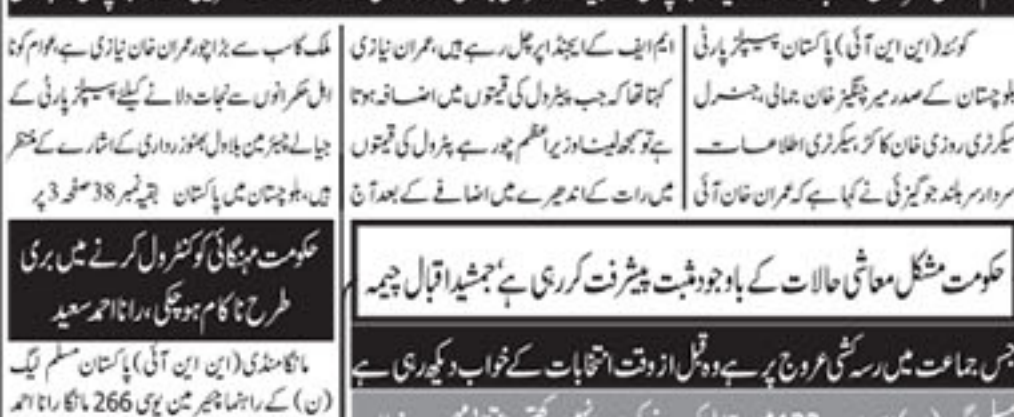 کوئٹہ (این این آئی) پاکستان پیپلز پارٹی
بلوچستان کے صدر میر چنگیز خان جمالی، جنرل
سیکرٹری روزی خان کاکڑ، سیکرٹری اطلاعات
سردار سربلند جوگیزئی نے کہا ہے کہ عمران خان آئی
ایم ایف کے ایجنڈا پر چل رہے ہیں، عمران نیازی
کہتا تھا کہ جب پیٹرول کی قیمتوں میں اضافہ ہوتا
ہے تو سمجھ لینا وزیراعظم چور ہے پٹرول کی قیمتوں
میں رات کے اندھیرے میں اضافے کے بعد آج
ملک کا سب سے بڑا چور عمران خان نیازی ہے، عوام کو نا
اہل حکمرانوں سے نجات دلانے کیلئے پیپلز پارٹی کے
جیالے چیئرمین بلاول بھٹو زرداری کے اشارے کے منتظر
ہیں، بلوچستان میں پاکستان بقیہ نمبر 38 صفحہ 3 پر
حکومت مشکل معاشی حالات کے باوجود مثبت پیشرفت کر رہی ہے' جمشید اقبال چیمہ
جس جماعت میں رسہ کشی عروج پر ہے وہ قبل از وقت انتخابات کے خواب دیکھ رہی ہے
حکومت مہنگائی کو کنٹرول کرنے میں بری
طرح ناکام ہو چکی، رانا احمد سعید
مانگا منڈی (این این آئی) پاکستان مسلم لیگ
(ن) کے راہنما چیئر مین یوسی 266 مانگا رانا احمد